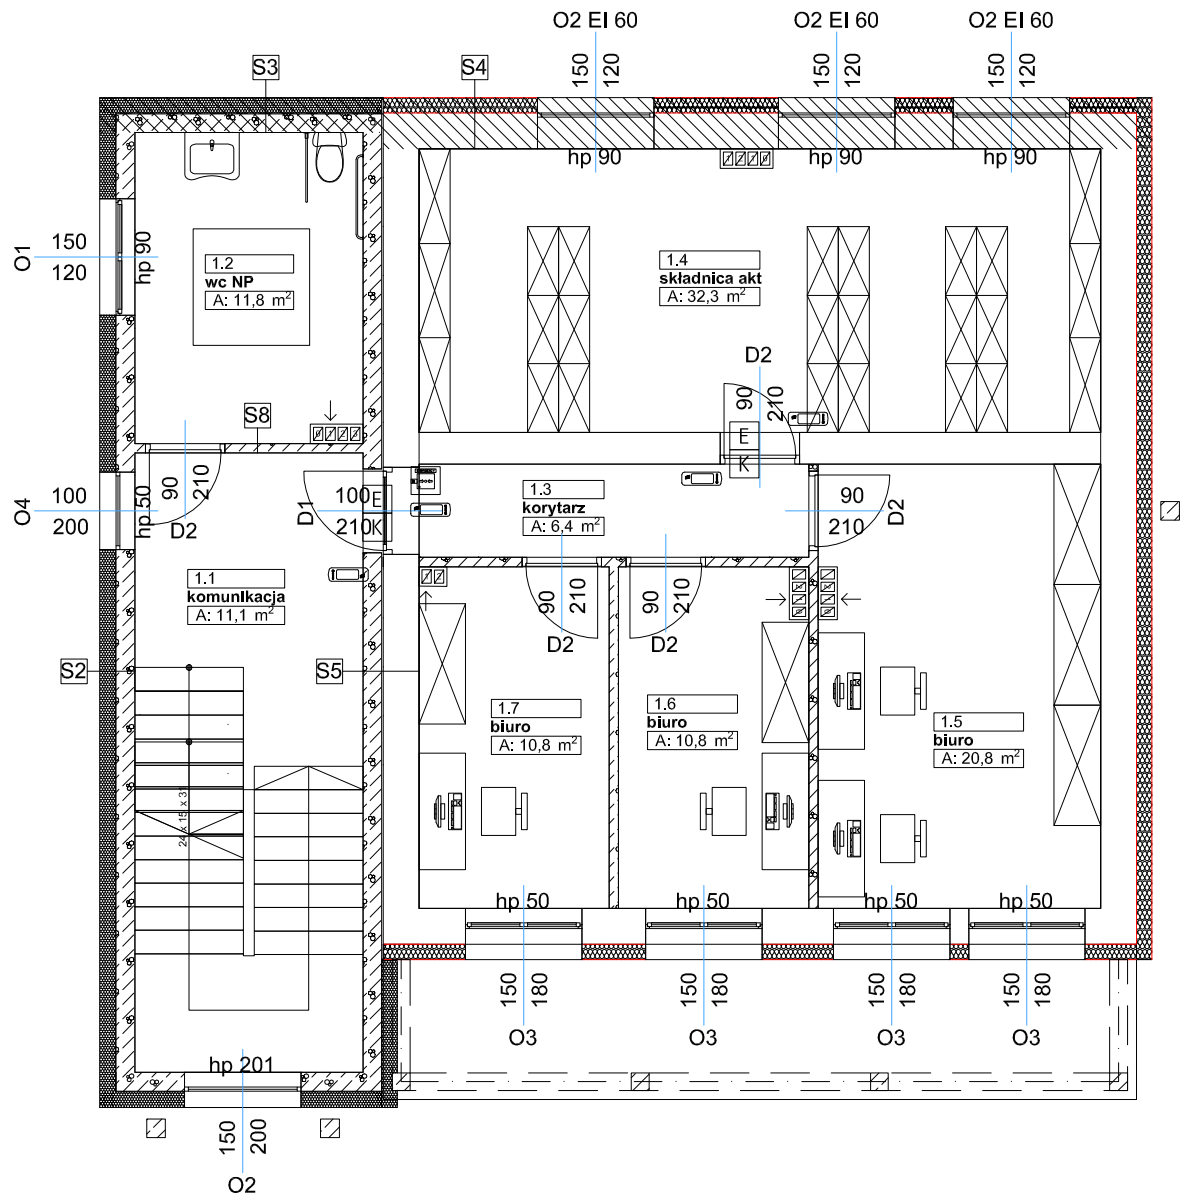 O2 EI 60
O2 EI 60
O2 EI 60
150
120
150
120
150
120
S3
S4
hp 90
hp 90
hp 90
O1
150
120
hp 90
1.2
wc NP
A: 11,8 m²
1.4
składnica akt
A: 32,3 m²
D2
90
210
E
K
S8
O4
100
200
hp 50
90
210
D2
D1
100
210
E
K
1.3
korytarz
A: 6,4 m²
90
210
D2
1.1
komunikacja
A: 11,1 m²
90
210
D2
90
210
D2
S2
S5
1.7
biuro
A: 10,8 m²
1.6
biuro
A: 10,8 m²
1.5
biuro
A: 20,8 m²
24 x 15 x 31
hp 50
hp 50
hp 50
hp 50
150
180
O3
150
180
O3
150
180
O3
150
180
O3
hp 201
150
200
O2